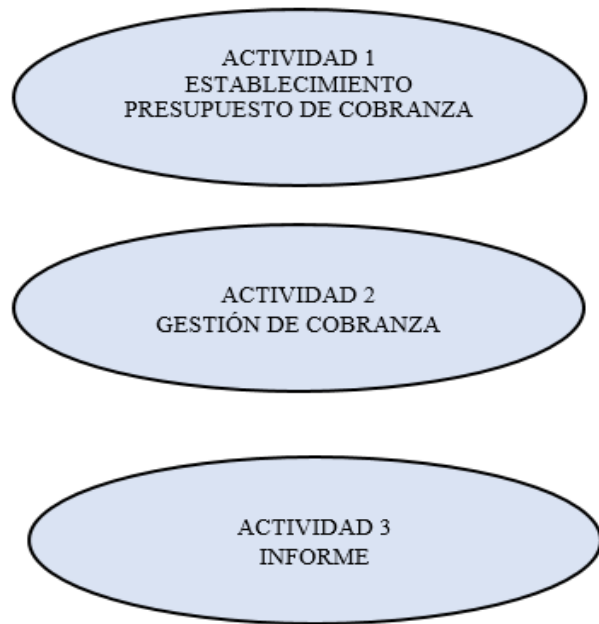 ACTIVIDAD 1
ESTABLECIMIENTO
PRESUPUESTO DE COBRANZA
ACTIVIDAD 2
GESTIÓN DE COBRANZA
ACTIVIDAD 3
INFORME